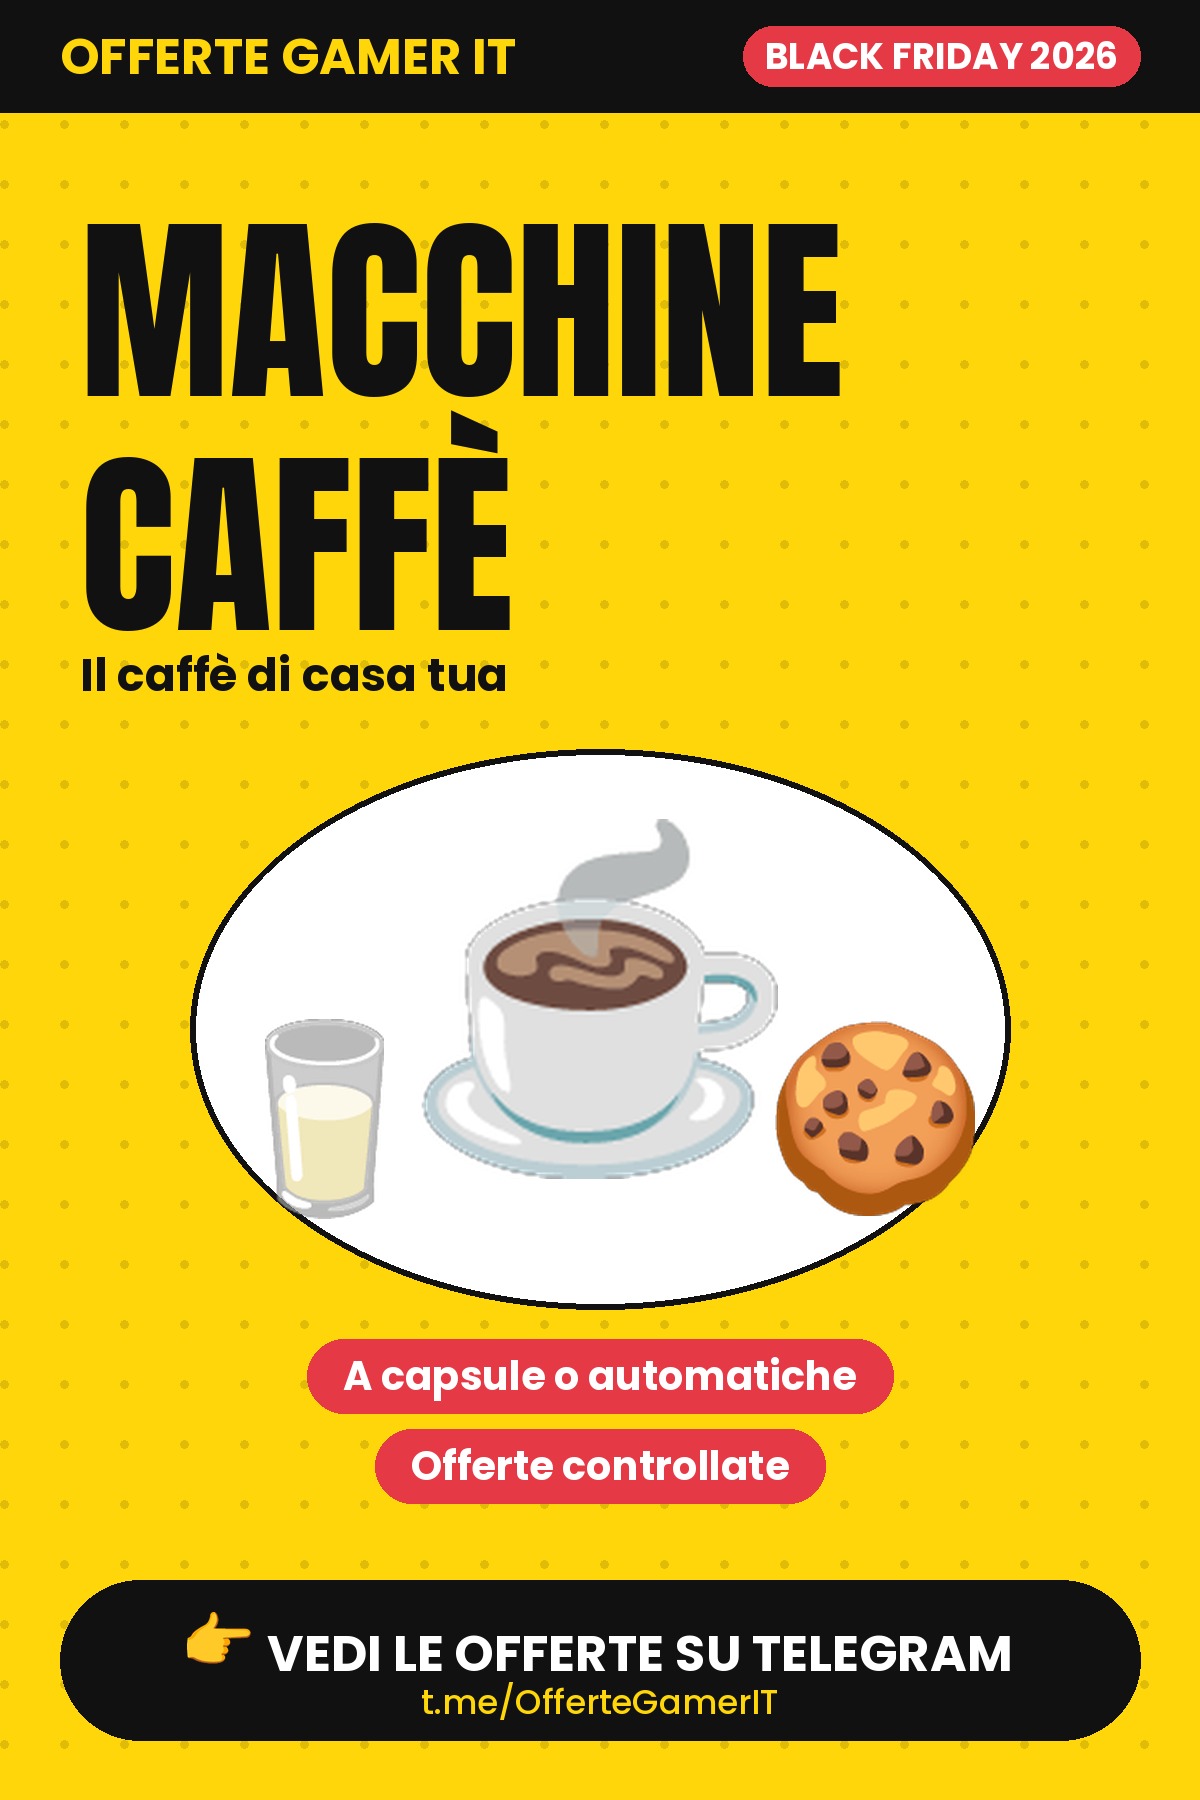 OFFERTE GAMER IT
BLACK FRIDAY 2026
MACCHINE
CAFFÈ
Il caffè di casa tua
A capsule o automatiche
Offerte controllate
👉 VEDI LE OFFERTE SU TELEGRAM
t.me/OfferteGamerIT